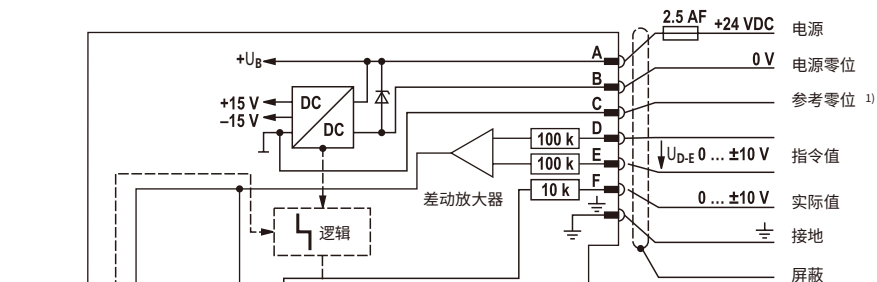 2.5 AF
+24 VDC
电源
+UB
A
0 V
电源零位
B
+15 V
DC
–15 V
DC
C
参考零位 1)
D
100 k
E
100 k
UD-E 0 ... ±10 V
指令值
F
10 k
0 ... ±10 V
实际值
差动放大器
逻辑
接地
屏蔽